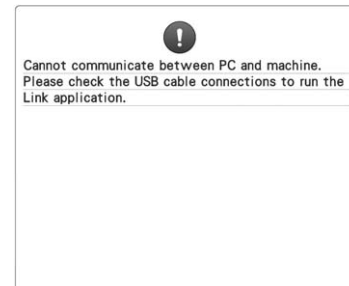 Cannot communicate between PC and machine.
Please check the USB cable connections to run the
Link application.